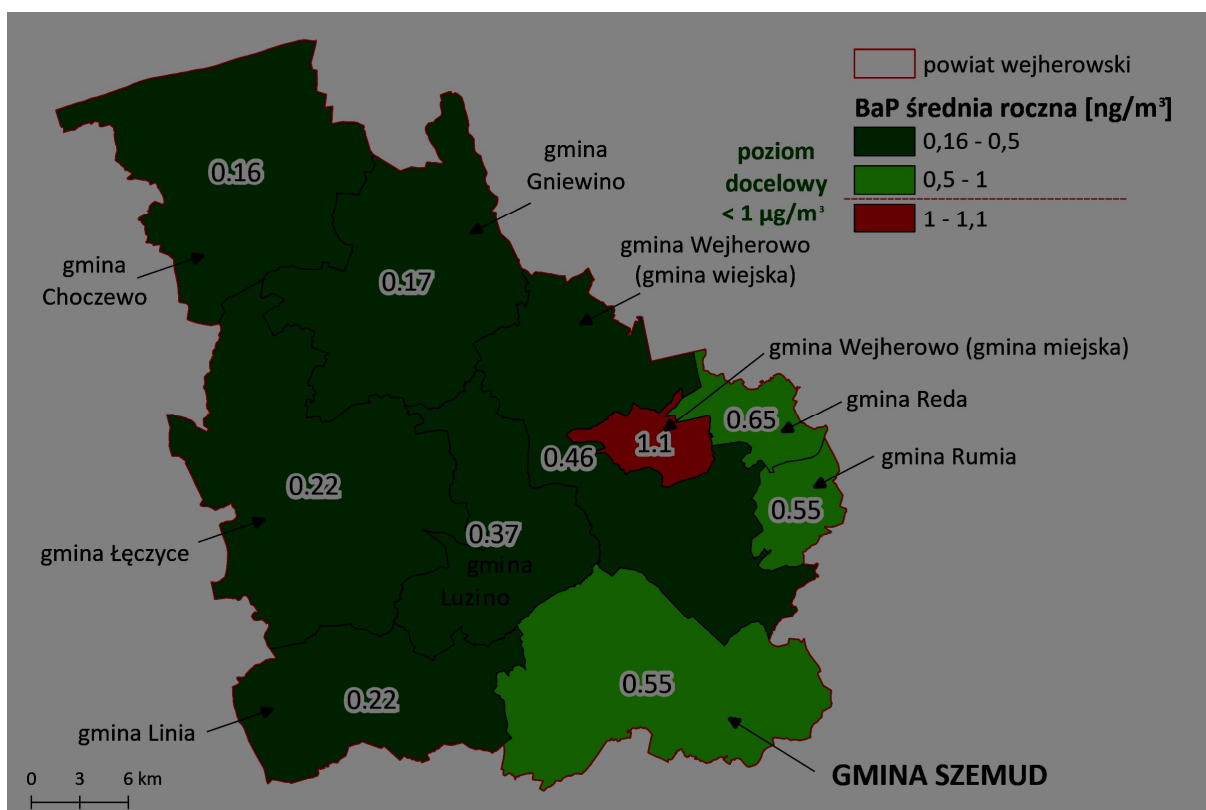 powiat wejherowski
BaP średnia roczna [ng/m³]
0,16 - 0,5
0,5 - 1
1 - 1,1
poziom
docelowy
< 1 µg/m³
gmina
Gniewino
gmina Wejherowo
(gmina wiejska)
gmina
Choczewo
gmina Wejherowo (gmina miejska)
gmina Reda
gmina Rumia
gmina Łęczyce
gmina
Luzino
gmina Linia
GMINA SZEMUD
0.16
0.17
0.65
1.1
0.46
0.22
0.55
0.37
0.55
0.22
0 3 6 km